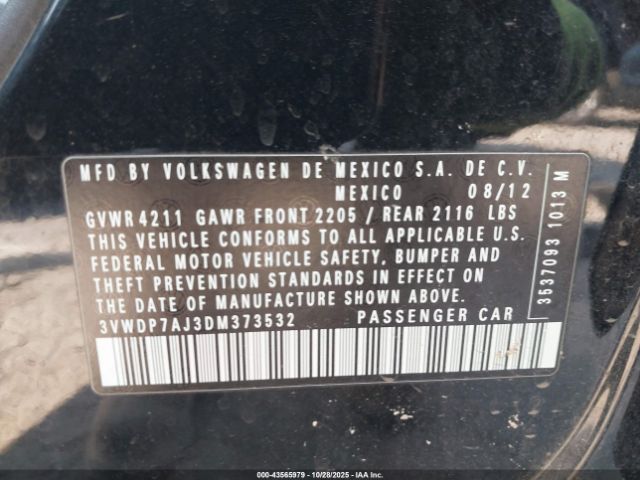 MFD BY VOLKSWAGEN DE MEXICO S.A. DE C.V.
MEXICO 08/12
GVWR 4211 GAWR FRONT 2205 / REAR 2116 LBS
THIS VEHICLE CONFORMS TO ALL APPLICABLE U.S.
FEDERAL MOTOR VEHICLE SAFETY, BUMPER AND
THEFT PREVENTION STANDARDS IN EFFECT ON
THE DATE OF MANUFACTURE SHOWN ABOVE.
3VWDP7AJ3DM373532 PASSENGER CAR
3537093 1013 M
000-43565979 | 10/28/2025 | © Copyright IAA, LLC